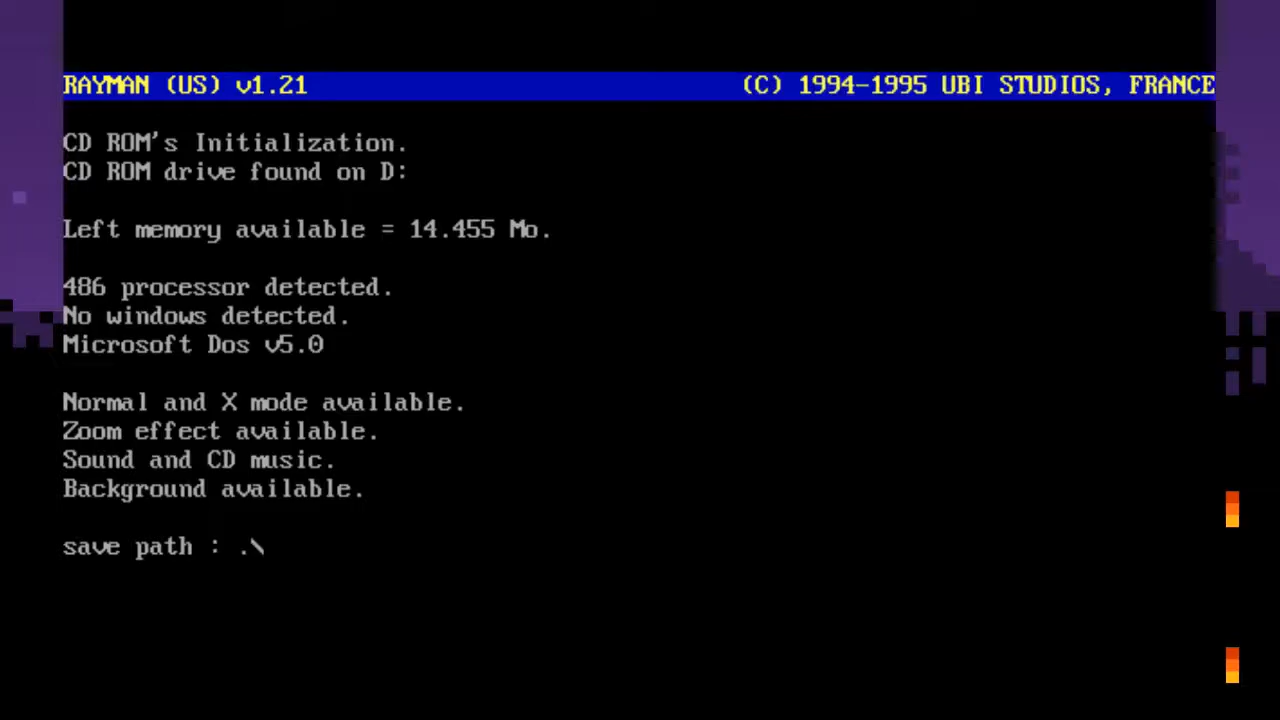 RAYMAN (US) v1.21 (C) 1994-1995 UBI STUDIOS, FRANCE
CD ROM's Initialization.
CD ROM drive found on D:
Left memory available = 14.455 Mo.
486 processor detected.
No windows detected.
Microsoft Dos v5.0
Normal and X mode available.
Zoom effect available.
Sound and CD music.
Background available.
save path : .\